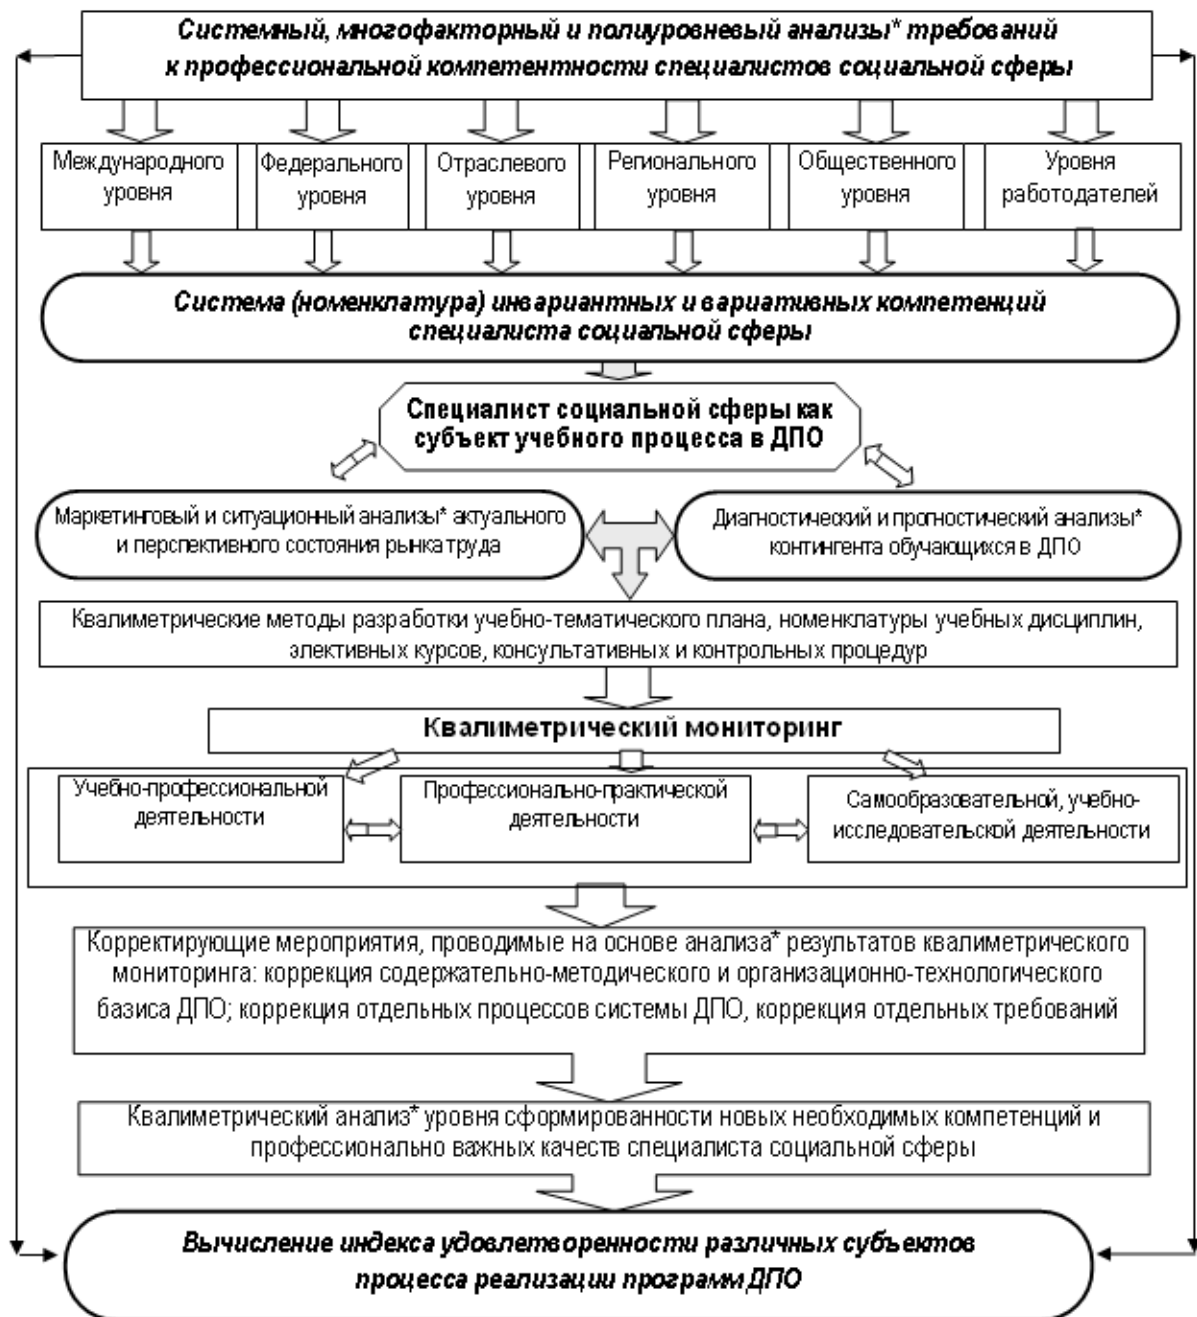 Системный, многофакторный и полиуровневый анализы* требований
к профессиональной компетентности специалистов социальной сферы
Международного
уровня
Федерального
уровня
Отраслевого
уровня
Регионального
уровня
Общественного
уровня
Уровня
работодателей
Система (номенклатура) инвариантных и вариативных компетенций
специалиста социальной сферы
Специалист социальной сферы как
субъект учебного процесса в ДПО
Маркетинговый и ситуационный анализы* актуального
и перспективного состояния рынка труда
Диагностический и прогностический анализы*
контингента обучающихся в ДПО
Квалиметрические методы разработки учебно-тематического плана, номенклатуры учебных дисциплин,
элективных курсов, консультативных и контрольных процедур
Квалиметрический мониторинг
Учебно-профессиональной
деятельности
Профессионально-практической
деятельности
Самообразовательной, учебно-
исследовательской деятельности
Корректирующие мероприятия, проводимые на основе анализа* результатов квалиметрического
мониторинга: коррекция содержательно-методического и организационно-технологического
базиса ДПО; коррекция отдельных процессов системы ДПО, коррекция отдельных требований
Квалиметрический анализ* уровня сформированности новых необходимых компетенций и
профессионально важных качеств специалиста социальной сферы
Вычисление индекса удовлетворенности различных субъектов
процесса реализации программ ДПО